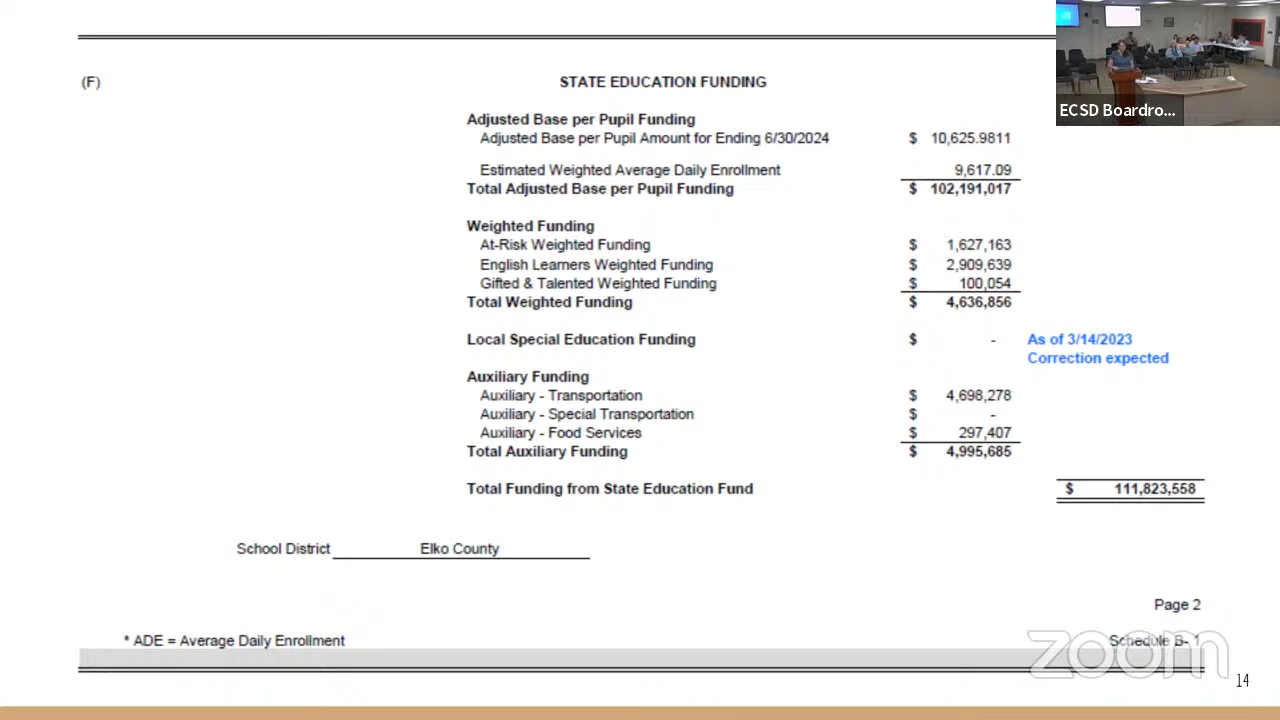 (F) STATE EDUCATION FUNDING
ECSD Boardro...
Adjusted Base per Pupil Funding
Adjusted Base per Pupil Amount for Ending 6/30/2024 $ 10,625.9811
Estimated Weighted Average Daily Enrollment 9,617.09
Total Adjusted Base per Pupil Funding $ 102,191,017
Weighted Funding
At-Risk Weighted Funding $ 1,627,163
English Learners Weighted Funding $ 2,909,639
Gifted & Talented Weighted Funding $ 100,054
Total Weighted Funding $ 4,636,856
Local Special Education Funding $ - As of 3/14/2023
Correction expected
Auxiliary Funding
Auxiliary - Transportation $ 4,698,278
Auxiliary - Special Transportation $ -
Auxiliary - Food Services $ 297,407
Total Auxiliary Funding $ 4,995,685
Total Funding from State Education Fund $ 111,823,558
School District Elko County
Page 2
* ADE = Average Daily Enrollment Schedule B-1
zoom
14